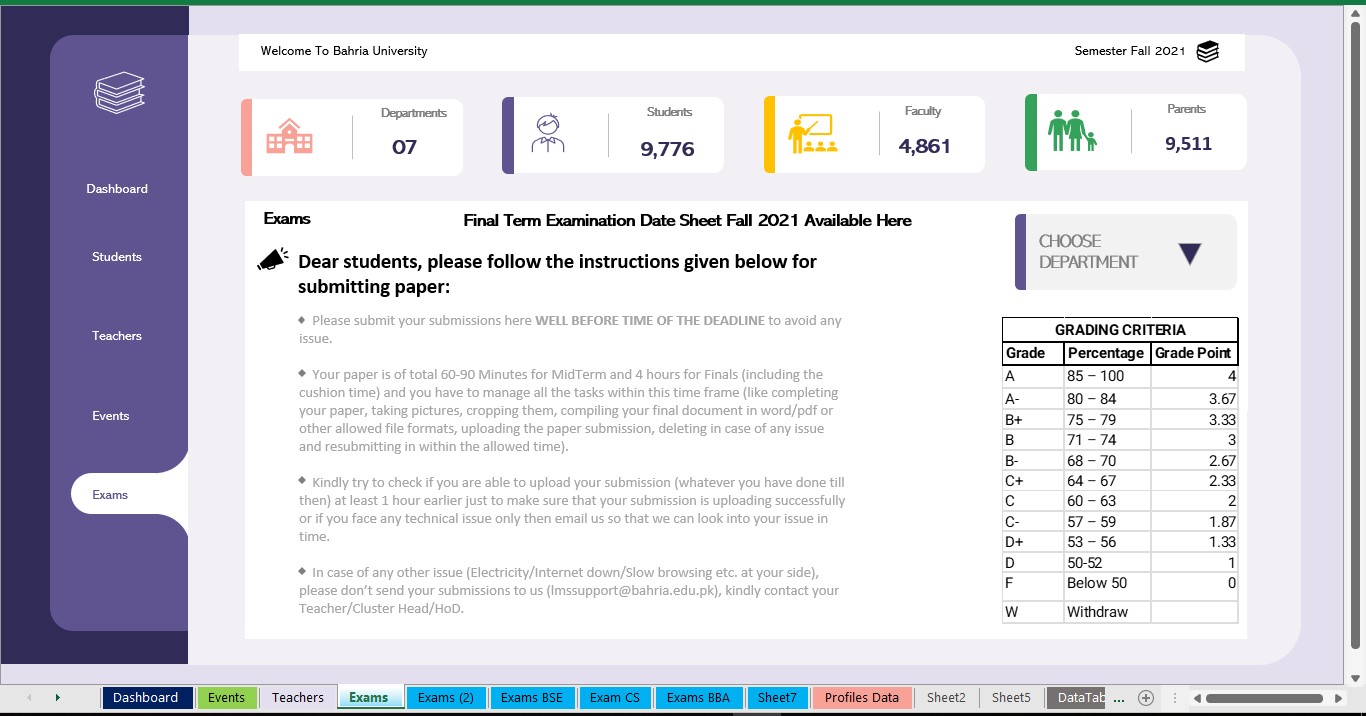 Welcome To Bahria University
Semester Fall 2021
Departments
07
Students
9,776
Faculty
4,861
Parents
9,511
Dashboard
Students
Teachers
Events
Exams
Exams
Final Term Examination Date Sheet Fall 2021 Available Here
Dear students, please follow the instructions given below for
submitting paper:
◆ Please submit your submissions here WELL BEFORE TIME OF THE DEADLINE to avoid any
issue.
◆ Your paper is of total 60-90 Minutes for MidTerm and 4 hours for Finals (including the
cushion time) and you have to manage all the tasks within this time frame (like completing
your paper, taking pictures, cropping them, compiling your final document in word/pdf or
other allowed file formats, uploading the paper submission, deleting in case of any issue
and resubmitting in within the allowed time).
◆ Kindly try to check if you are able to upload your submission (whatever you have done till
then) at least 1 hour earlier just to make sure that your submission is uploading successfully
or if you face any technical issue only then email us so that we can look into your issue in
time.
◆ In case of any other issue (Electricity/Internet down/Slow browsing etc. at your side),
please don't send your submissions to us (lmssupport@bahria.edu.pk), kindly contact your
Teacher/Cluster Head/HoD.
CHOOSE
DEPARTMENT
GRADING CRITERIA
Grade Percentage Grade Point
A 85 – 100 4
A- 80 – 84 3.67
B+ 75 – 79 3.33
B 71 – 74 3
B- 68 – 70 2.67
C+ 64 – 67 2.33
C 60 – 63 2
C- 57 – 59 1.87
D+ 53 – 56 1.33
D 50-52 1
F Below 50 0
W Withdraw
Dashboard Events Teachers Exams Exams (2) Exams BSE Exam CS Exams BBA Sheet7 Profiles Data Sheet2 Sheet5 DataTab ...